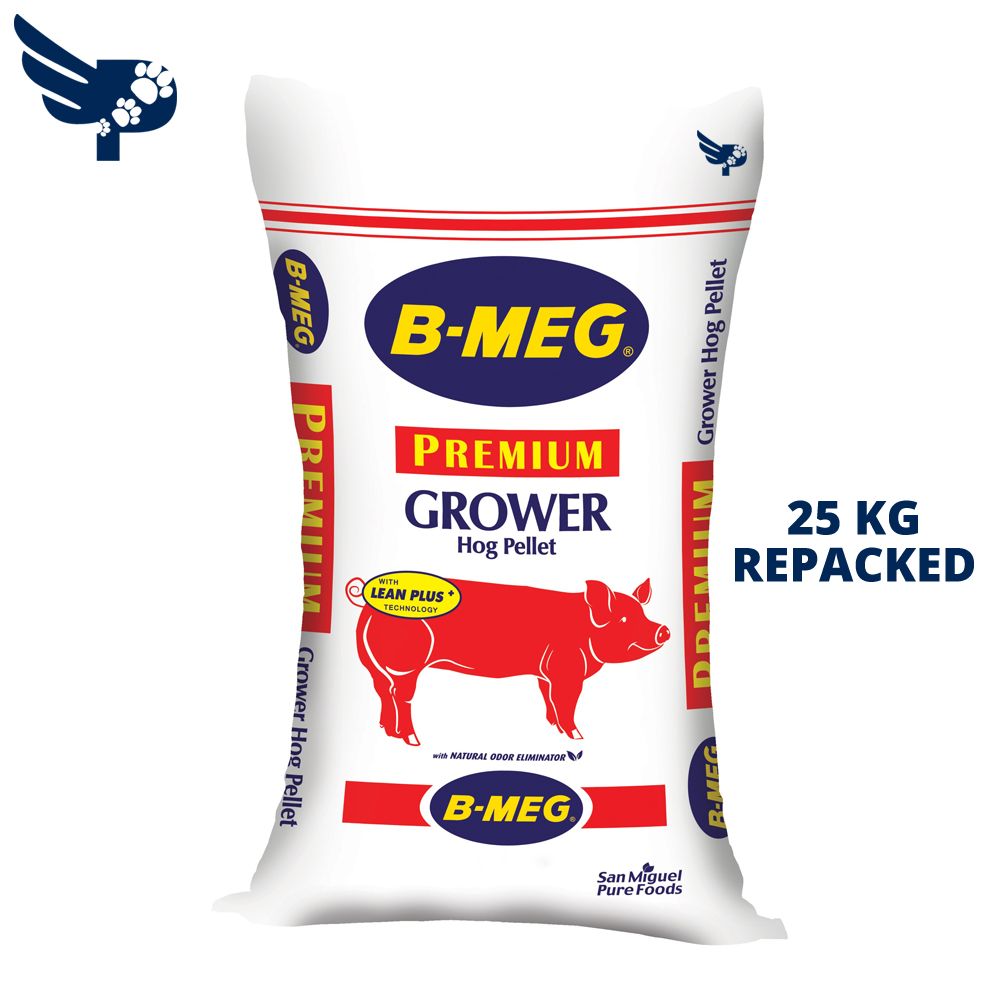 B-MEG®
PREMIUM
GROWER
Hog Pellet
WITH
LEAN PLUS+
TECHNOLOGY
with NATURAL ODOR ELIMINATOR
B-MEG®
San Miguel
Pure Foods
B-MEG®
PREMIUM
Grower Hog Pellet
Grower Hog Pellet
PREMIUM
B-MEG
25 KG
REPACKED